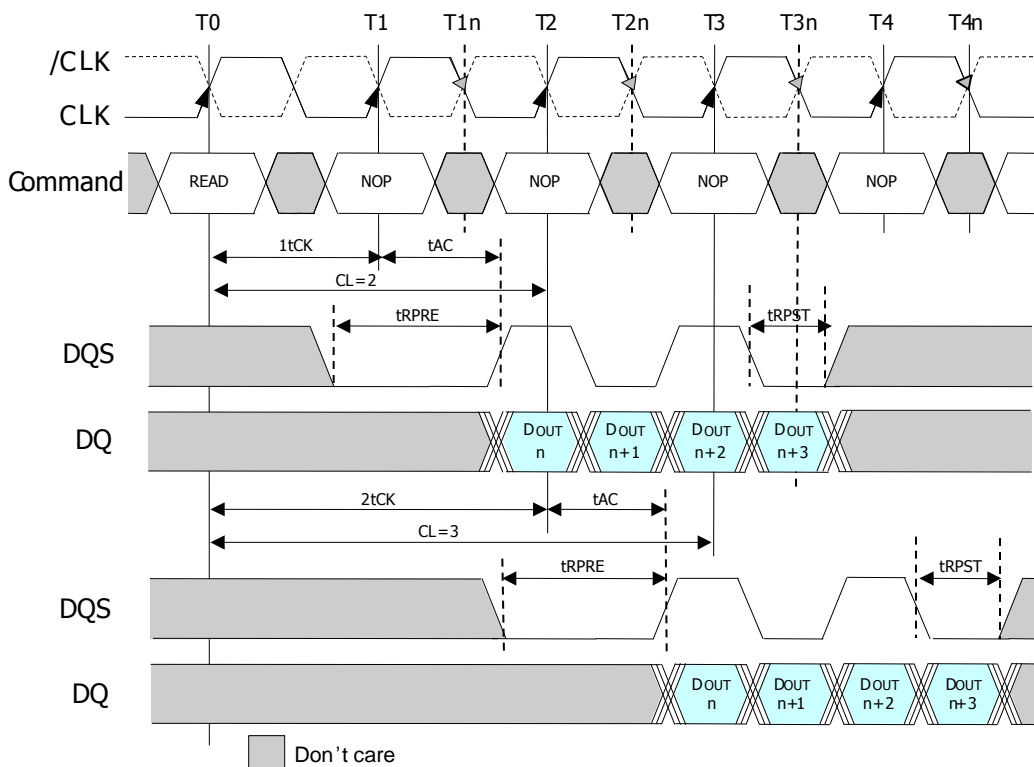 T0 T1 T1n T2 T2n T3 T3n T4 T4n
/CLK
CLK
Command READ NOP NOP NOP NOP
1tCK tAC
CL=2
tRPRE tRPST
DQS
DQ DOUT n DOUT n+1 DOUT n+2 DOUT n+3
2tCK tAC
CL=3
tRPRE tRPST
DQS
DQ DOUT n DOUT n+1 DOUT n+2 DOUT n+3
Don't care